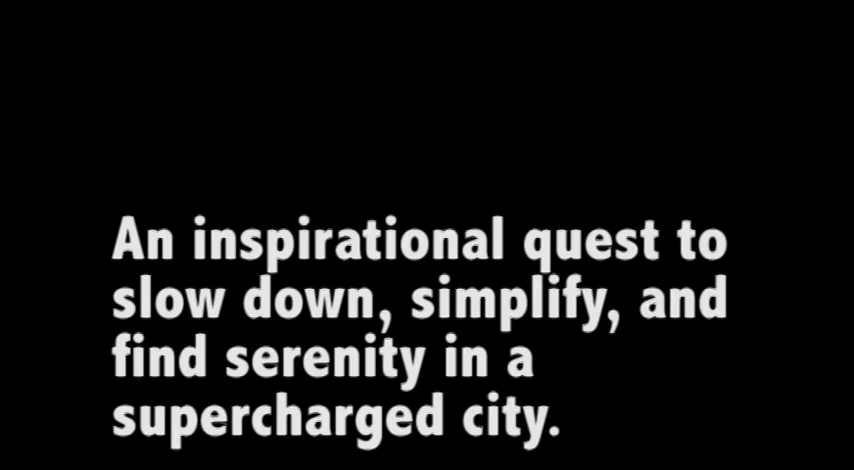 An inspirational quest to
slow down, simplify, and
find serenity in a
supercharged city.